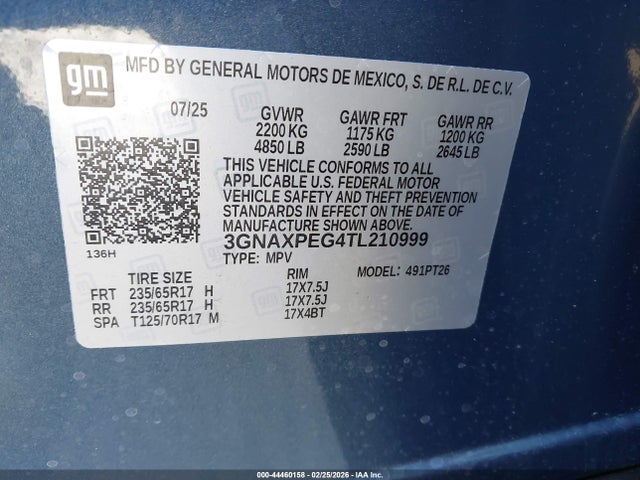 gm
MFD BY GENERAL MOTORS DE MEXICO, S. DE R.L. DE C.V.
07/25 GVWR GAWR FRT GAWR RR
2200 KG 1175 KG 1200 KG
4850 LB 2590 LB 2645 LB
THIS VEHICLE CONFORMS TO ALL
APPLICABLE U.S. FEDERAL MOTOR
VEHICLE SAFETY AND THEFT PREVENTION
STANDARDS IN EFFECT ON THE DATE OF
MANUFACTURE SHOWN ABOVE.
136H 3GNAXPEG4TL210999
TYPE: MPV MODEL: 491PT26
TIRE SIZE RIM
FRT 235/65R17 H 17X7.5J
RR 235/65R17 H 17X7.5J
SPA T125/70R17 M 17X4BT
000-44460158 - 02/25/2026 - IAA Inc.